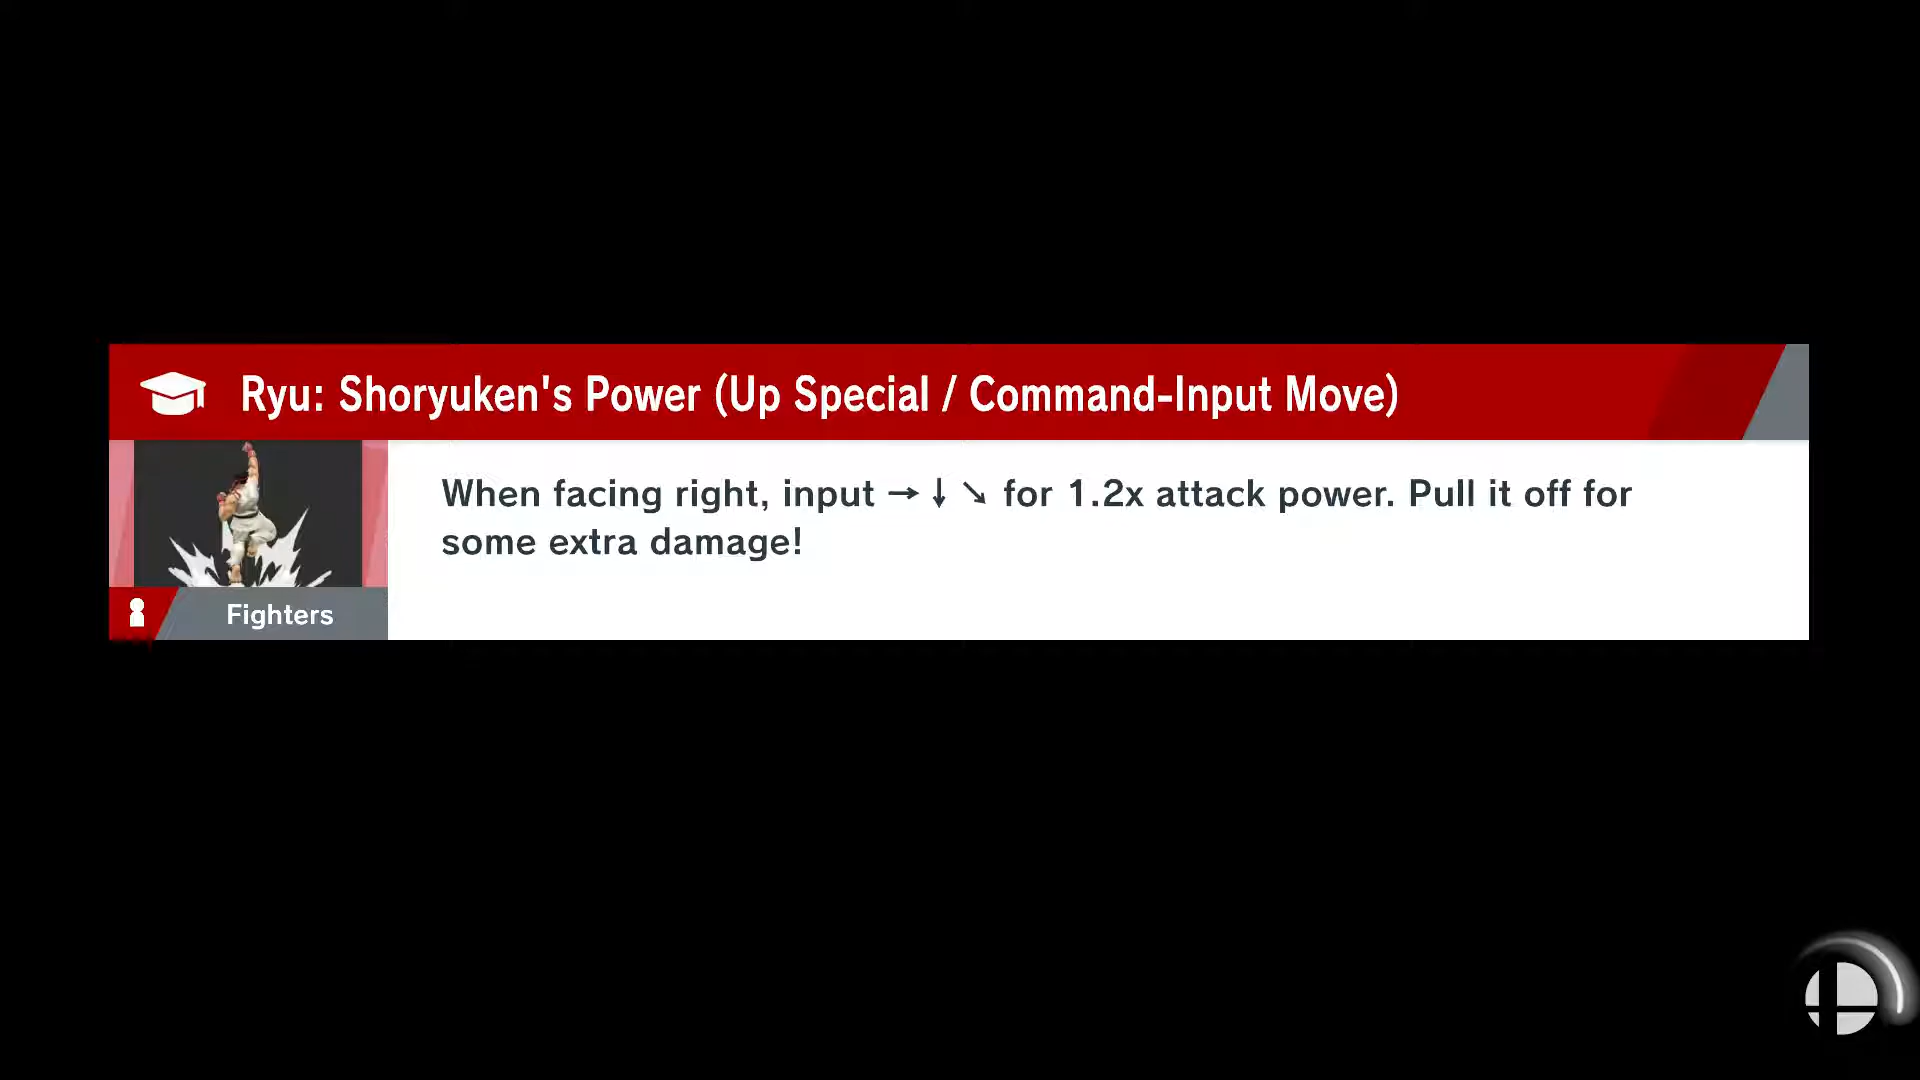 Ryu: Shoryuken's Power (Up Special / Command-Input Move)
When facing right, input →↓↘ for 1.2x attack power. Pull it off for
some extra damage!
Fighters